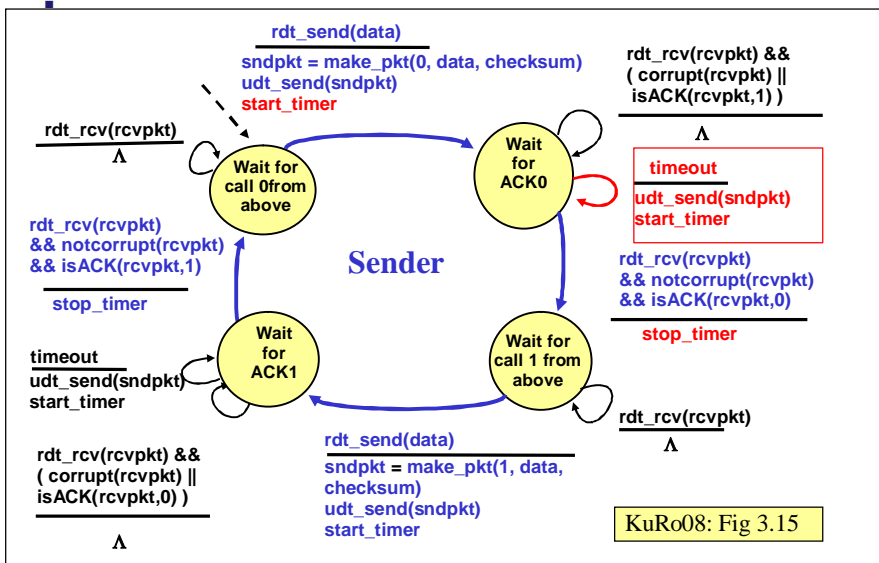 rdt_send(data)
sndpkt = make_pkt(0, data, checksum)
udt_send(sndpkt)
start_timer
rdt_rcv(rcvpkt) &&
( corrupt(rcvpkt) ||
isACK(rcvpkt,1) )
Λ
rdt_rcv(rcvpkt)
Λ
Wait for
call 0from
above
Wait
for
ACK0
timeout
udt_send(sndpkt)
start_timer
rdt_rcv(rcvpkt)
&& notcorrupt(rcvpkt)
&& isACK(rcvpkt,1)
stop_timer
Sender
rdt_rcv(rcvpkt)
&& notcorrupt(rcvpkt)
&& isACK(rcvpkt,0)
stop_timer
Wait
for
ACK1
Wait for
call 1 from
above
timeout
udt_send(sndpkt)
start_timer
rdt_rcv(rcvpkt)
Λ
rdt_rcv(rcvpkt) &&
( corrupt(rcvpkt) ||
isACK(rcvpkt,0) )
Λ
rdt_send(data)
sndpkt = make_pkt(1, data,
checksum)
udt_send(sndpkt)
start_timer
KuRo08: Fig 3.15